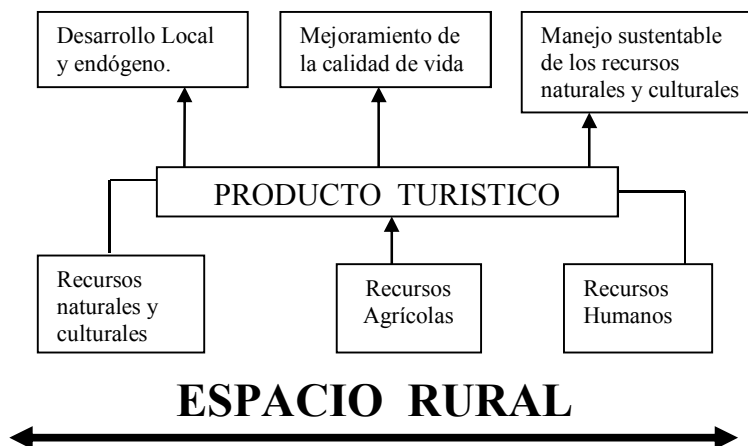 Desarrollo Local
y endógeno.
Mejoramiento de
la calidad de vida
Manejo sustentable
de los recursos
naturales y culturales
PRODUCTO TURISTICO
Recursos
naturales y
culturales
Recursos
Agrícolas
Recursos
Humanos
ESPACIO RURAL